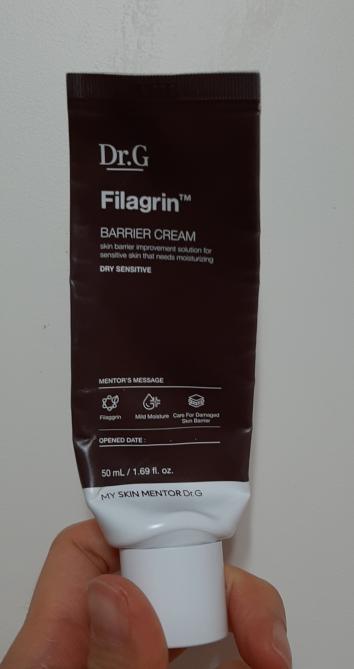 Dr.G
Filagrin™
BARRIER CREAM
skin barrier improvement solution for
sensitive skin that needs moisturizing
DRY SENSITIVE
MENTOR'S MESSAGE
Filaggrin
Mild Moisture
Care For Damaged
Skin Barrier
OPENED DATE :
50 mL / 1.69 fl. oz.
MY SKIN MENTOR Dr.G